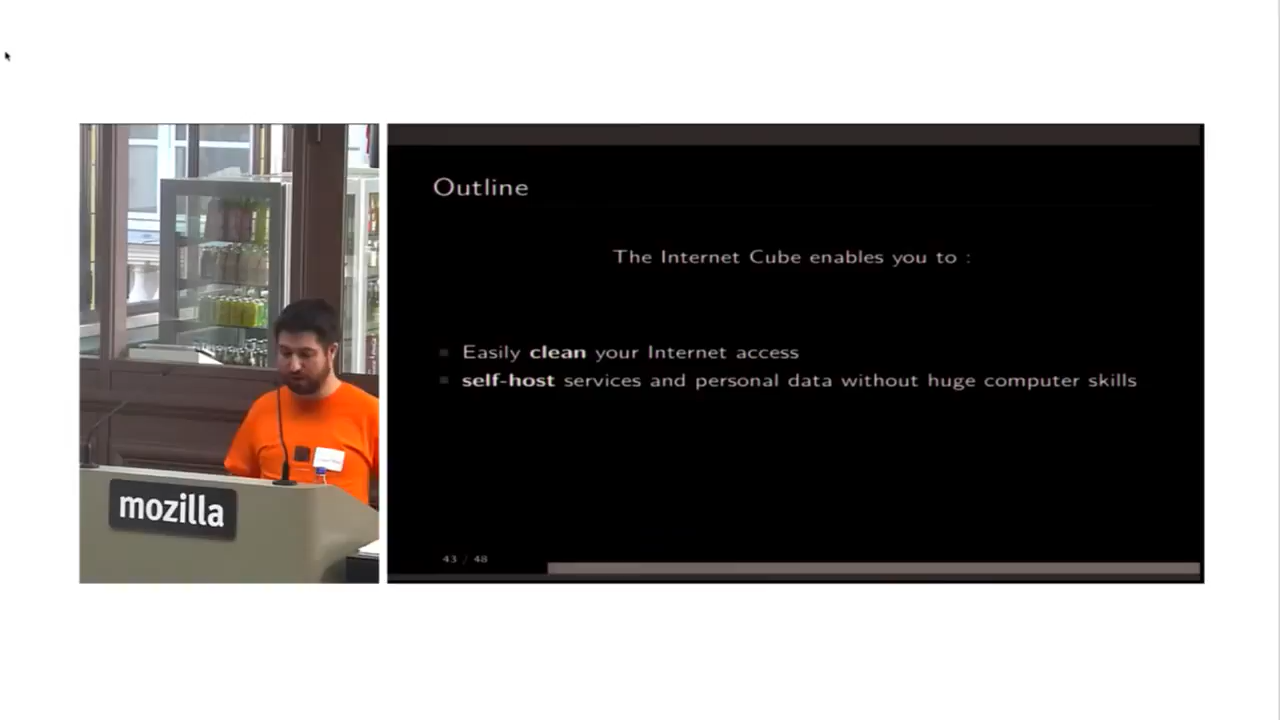 Outline
The Internet Cube enables you to :
Easily clean your Internet access
self-host services and personal data without huge computer skills
43 / 48
mozilla